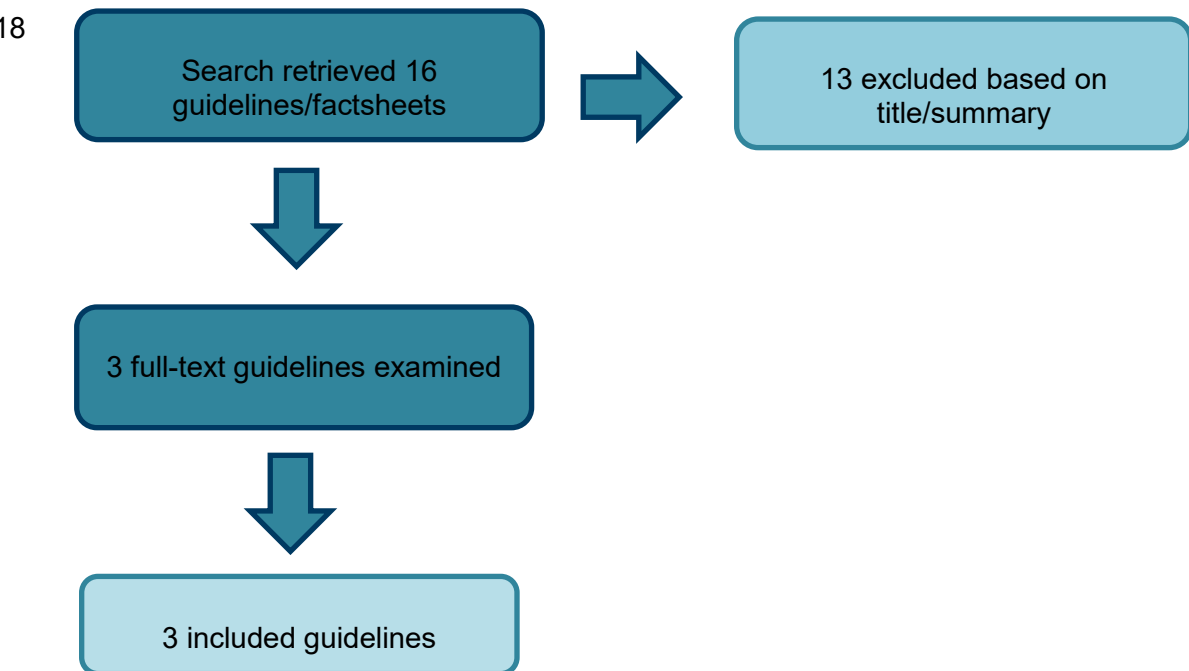 18
Search retrieved 16
guidelines/factsheets
13 excluded based on
title/summary
3 full-text guidelines examined
3 included guidelines